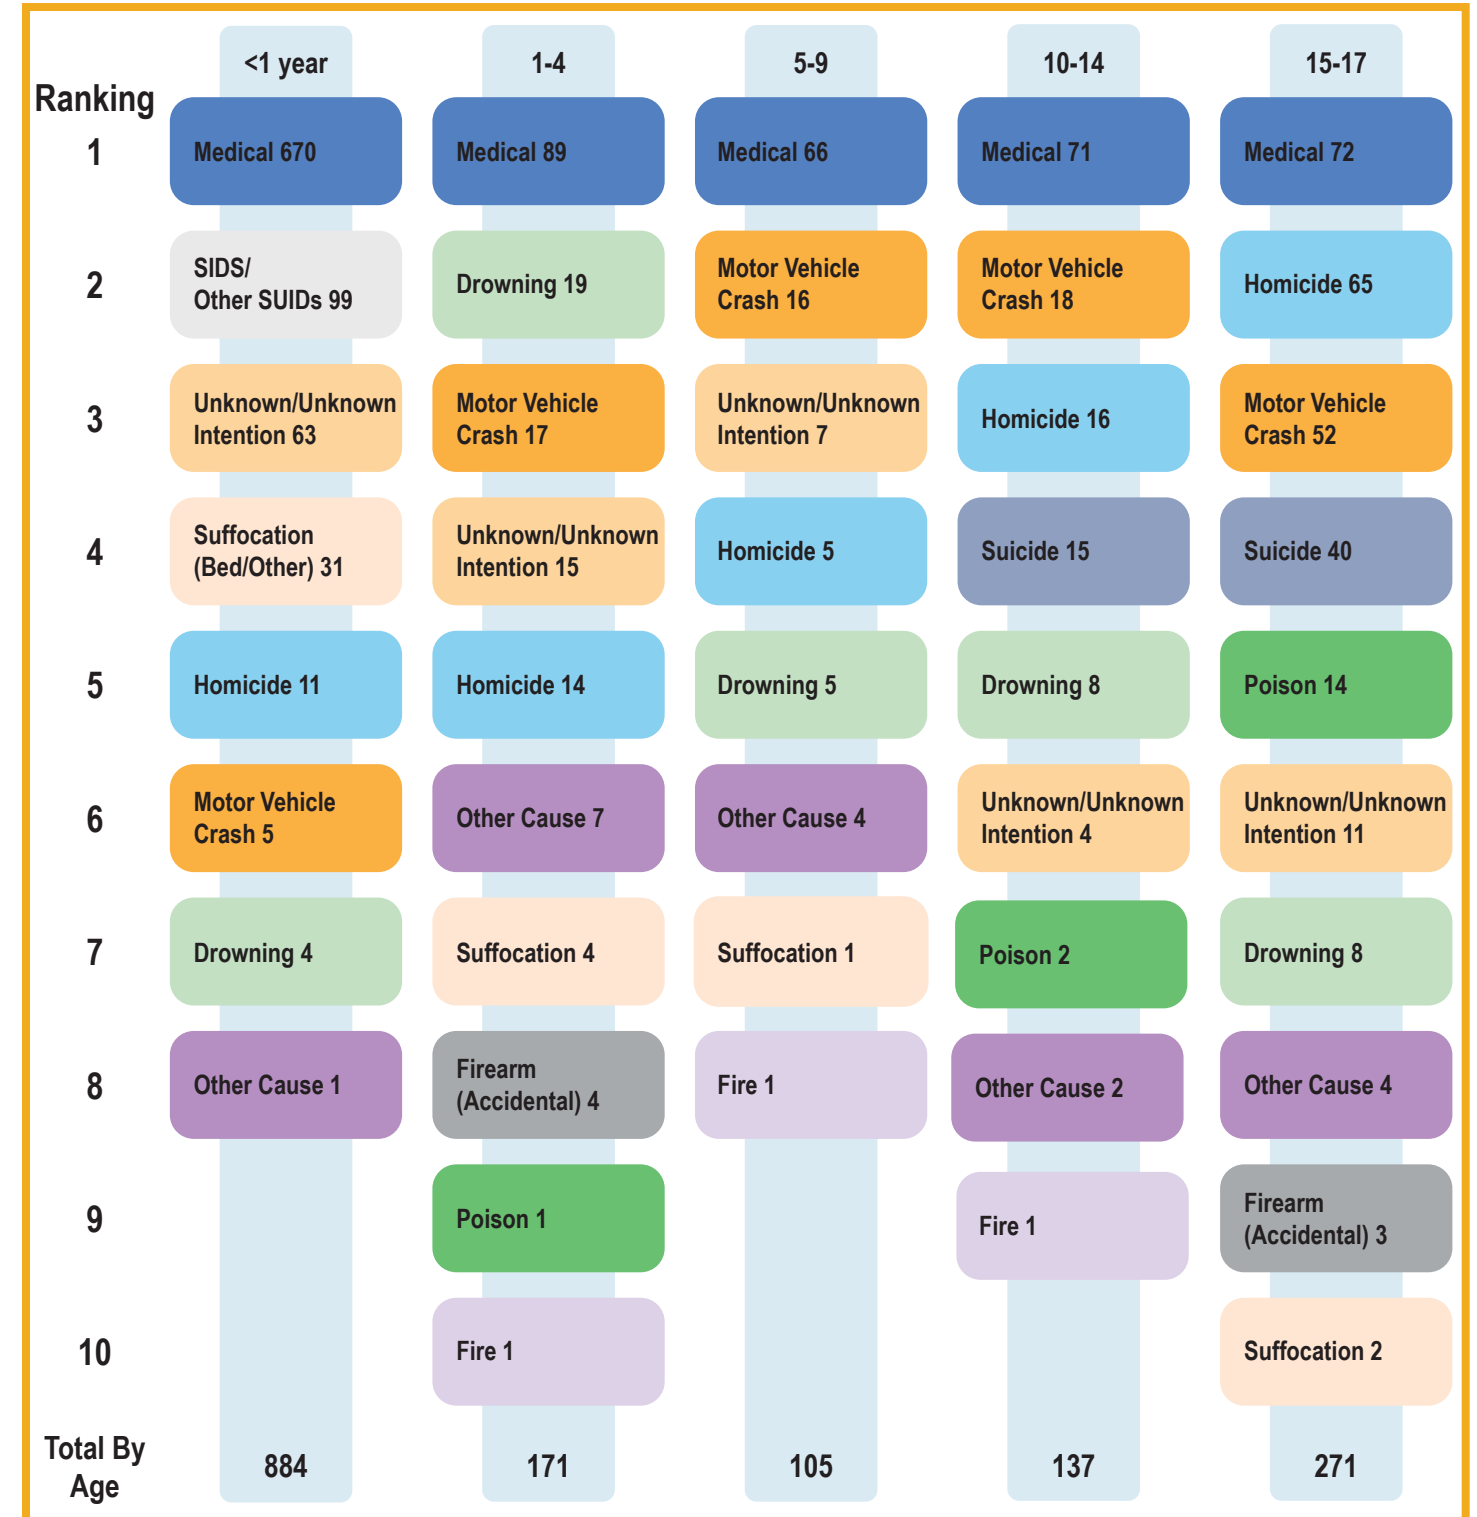 <1 year 1-4 5-9 10-14 15-17
Ranking
1 Medical 670 Medical 89 Medical 66 Medical 71 Medical 72
2 SIDS/ Drowning 19 Motor Vehicle Motor Vehicle Homicide 65
Other SUIDs 99 Crash 16 Crash 18
3 Unknown/Unknown Motor Vehicle Unknown/Unknown Homicide 16 Motor Vehicle
Intention 63 Crash 17 Intention 7 Crash 52
4 Suffocation Unknown/Unknown Homicide 5 Suicide 15 Suicide 40
(Bed/Other) 31 Intention 15
5 Homicide 11 Homicide 14 Drowning 5 Drowning 8 Poison 14
6 Motor Vehicle Other Cause 7 Other Cause 4 Unknown/Unknown Unknown/Unknown
Crash 5 Intention 4 Intention 11
7 Drowning 4 Suffocation 4 Suffocation 1 Poison 2 Drowning 8
8 Other Cause 1 Firearm Fire 1 Other Cause 2 Other Cause 4
(Accidental) 4
9 Poison 1 Fire 1 Firearm
(Accidental) 3
10 Fire 1 Suffocation 2
Total By
Age 884 171 105 137 271